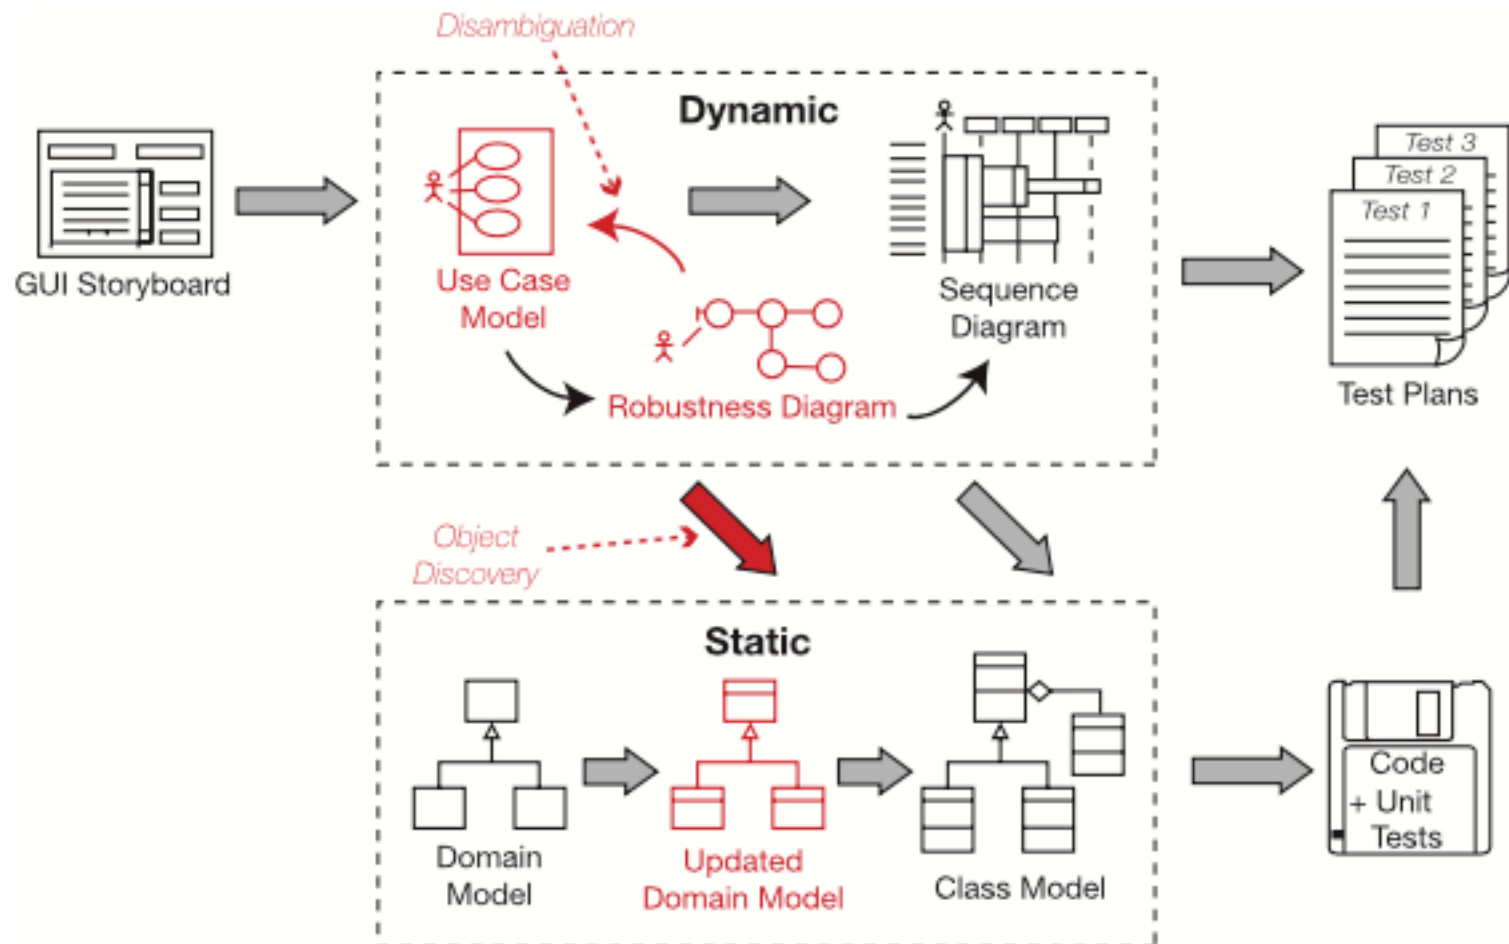 Disambiguation
Dynamic
Test 3
Test 2
Test 1
GUI Storyboard
Use Case
Model
Sequence
Diagram
Robustness Diagram
Test Plans
Object
Discovery
Static
Code
+ Unit
Tests
Domain
Model
Updated
Domain Model
Class Model